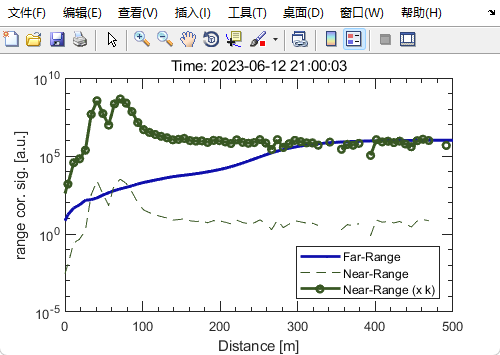 文件(F) 编辑(E) 查看(V) 插入(I) 工具(T) 桌面(D) 窗口(W) 帮助(H)
Time: 2023-06-12 21:00:03
range cor. sig. [a.u.]
10^10
10^5
10^0
10^-5
Far-Range
Near-Range
Near-Range (x k)
0 100 200 300 400 500
Distance [m]